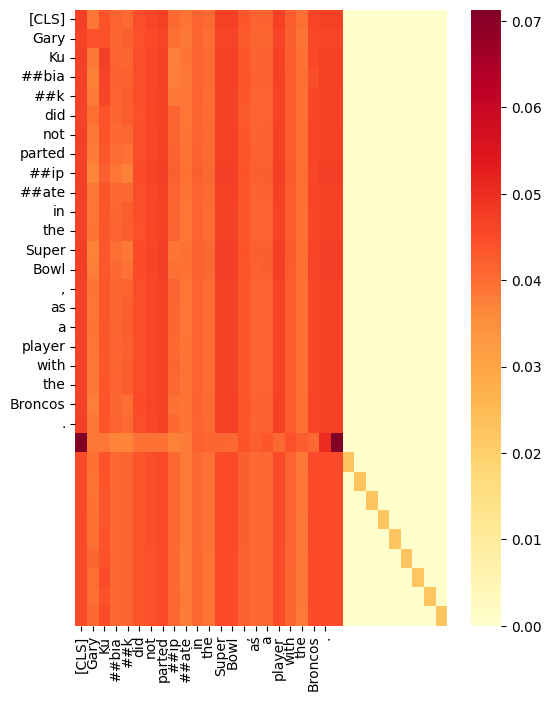 [CLS]
Gary
Ku
##bia
##k
did
not
parted
##ip
##ate
in
the
Super
Bowl
,
as
a
player
with
the
Broncos
.
0.07
0.06
0.05
0.04
0.03
0.02
0.01
0.00
[CLS]
Gary
Ku
##bia
##k
did
not
parted
##ip
##ate
in
the
Super
Bowl
,
as
a
player
with
the
Broncos
.